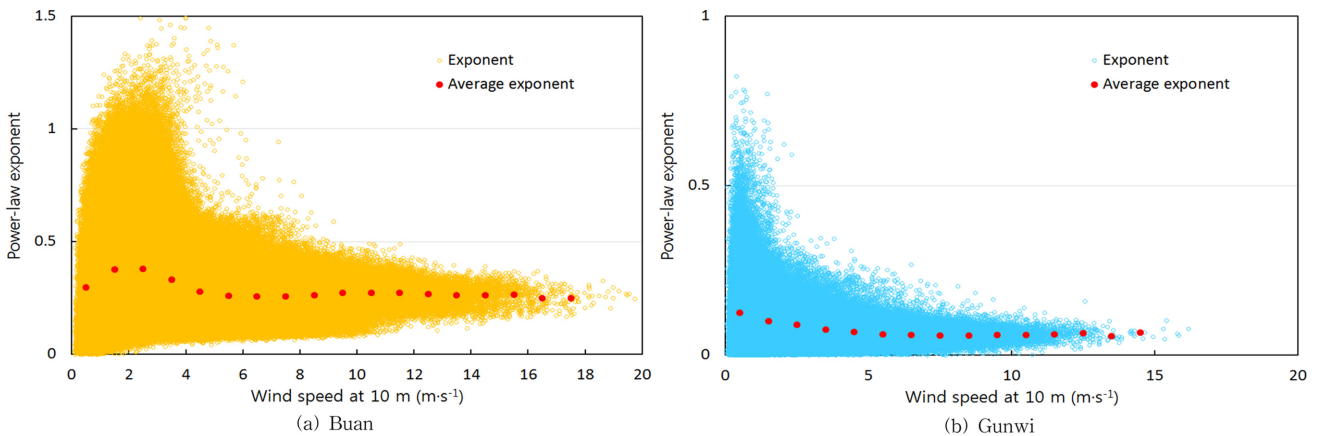 1.5
1
0.5
0
Power-law exponent
Exponent
Average exponent
0 2 4 6 8 10 12 14 16 18 20
Wind speed at 10 m (m·s⁻¹)
(a) Buan
1
0.5
0
Power-law exponent
Exponent
Average exponent
0 5 10 15 20
Wind speed at 10 m (m·s⁻¹)
(b) Gunwi